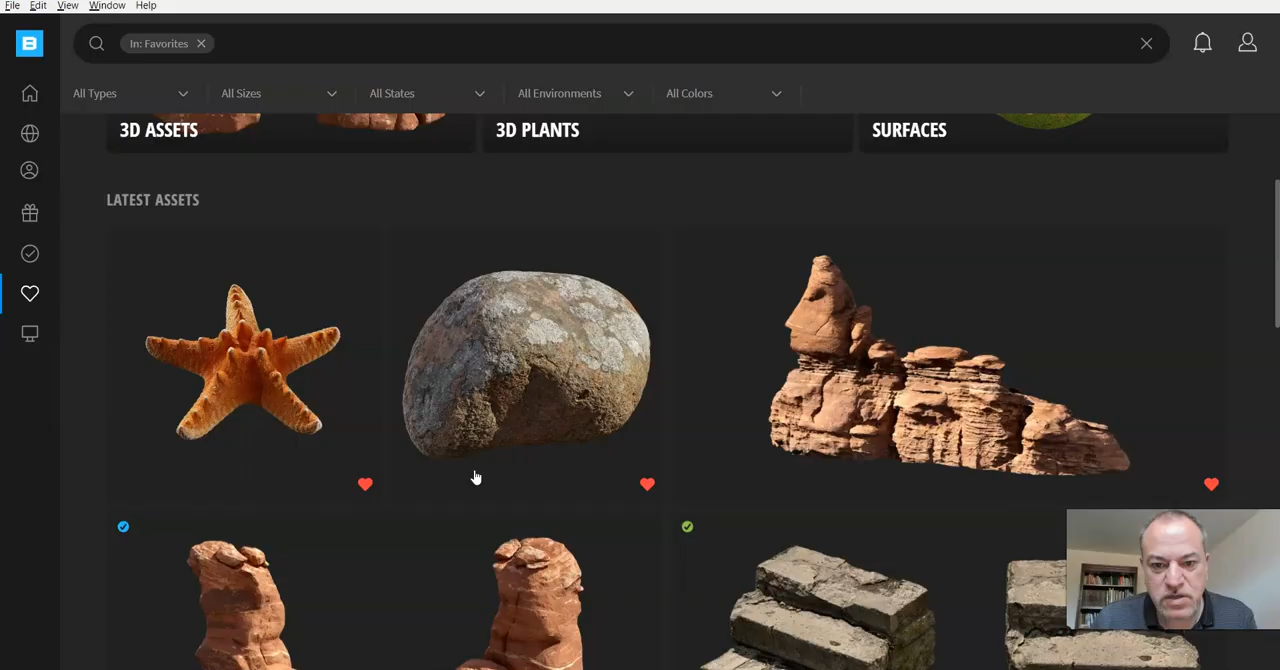 File Edit View Window Help
B
In: Favorites
All Types All Sizes All States All Environments All Colors
3D ASSETS 3D PLANTS SURFACES
LATEST ASSETS